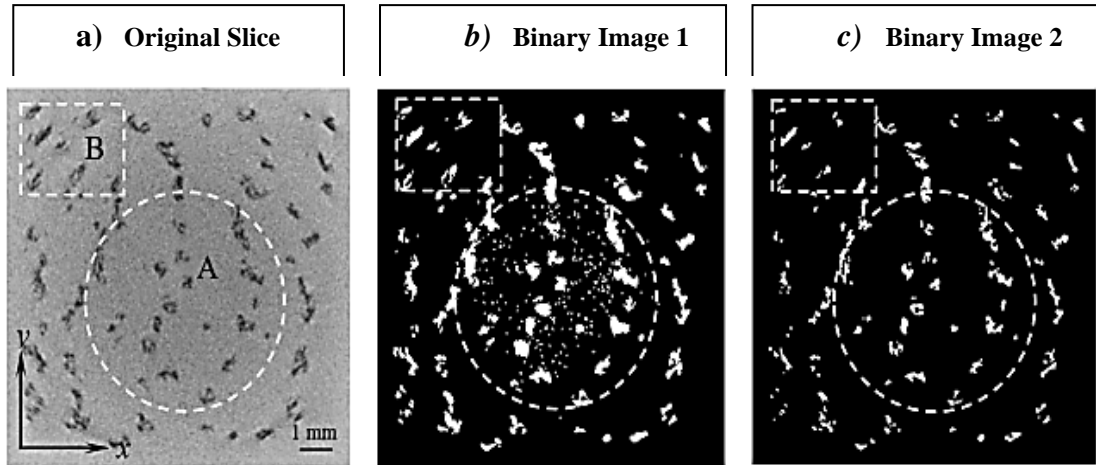 a) Original Slice
b) Binary Image 1
c) Binary Image 2
B
A
y
x
1 mm